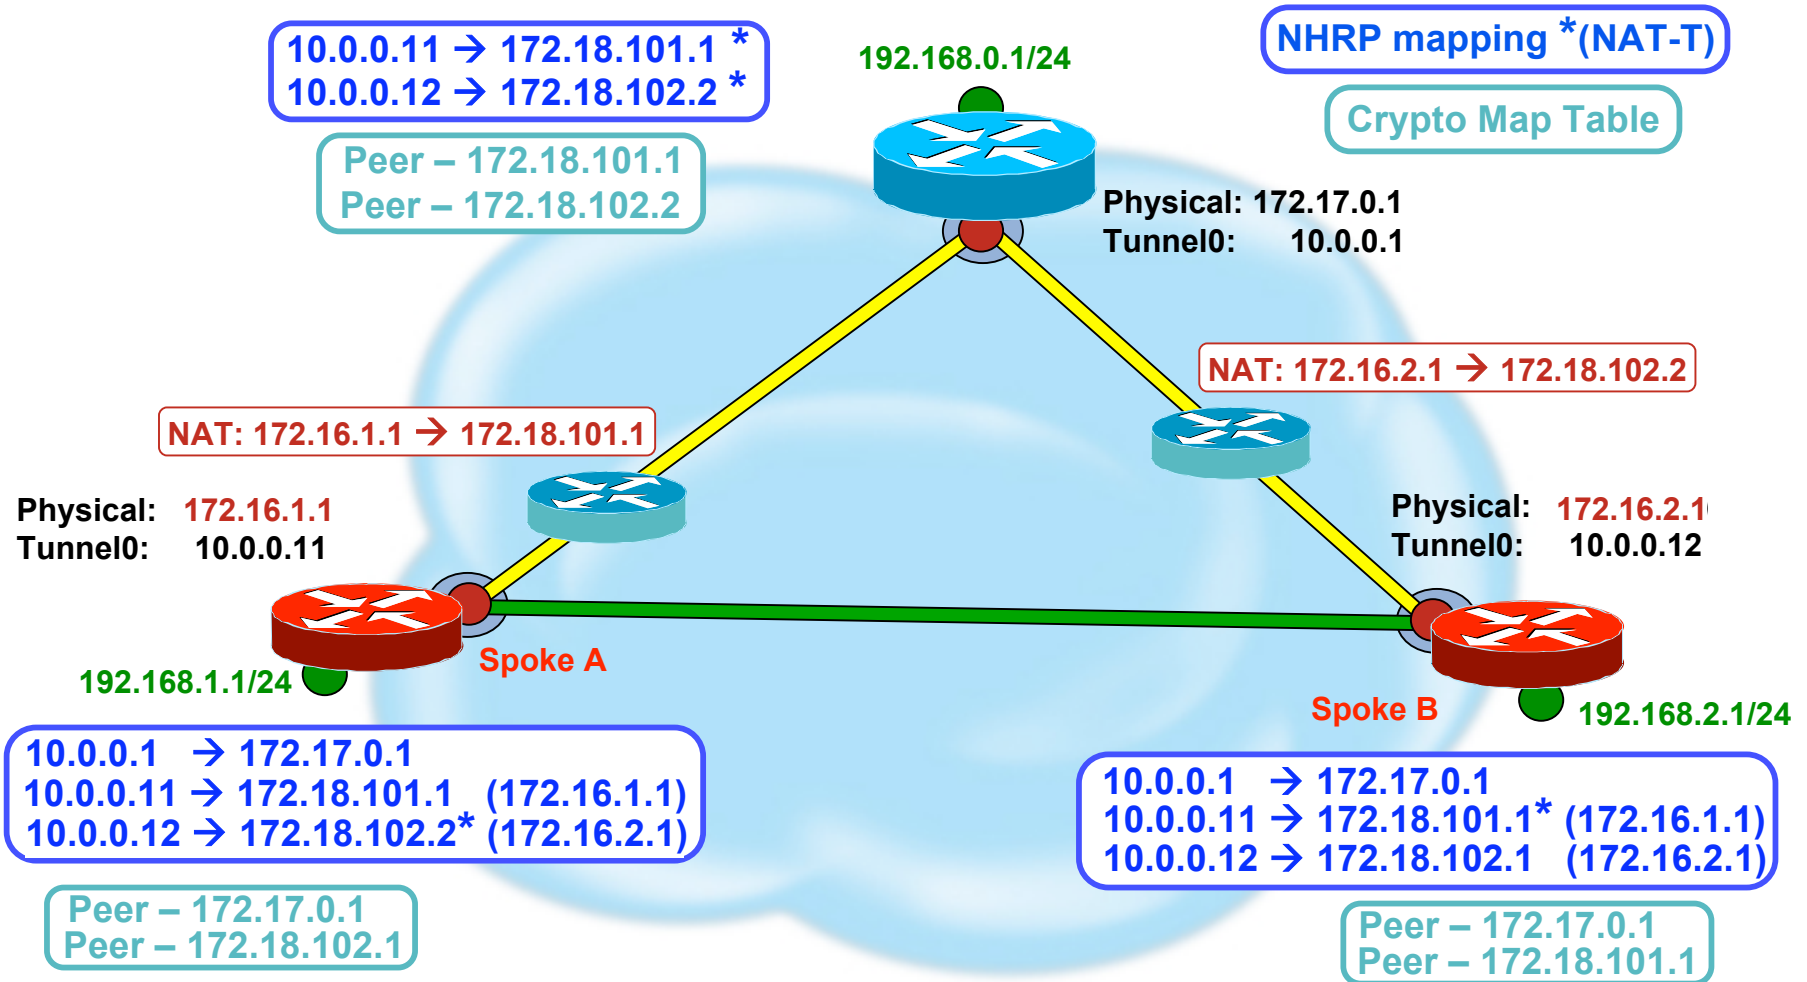 10.0.0.11 → 172.18.101.1 *
10.0.0.12 → 172.18.102.2 *
192.168.0.1/24
NHRP mapping *(NAT-T)
Crypto Map Table
Peer – 172.18.101.1
Peer – 172.18.102.2
Physical: 172.17.0.1
Tunnel0: 10.0.0.1
NAT: 172.16.2.1 → 172.18.102.2
NAT: 172.16.1.1 → 172.18.101.1
Physical: 172.16.1.1
Tunnel0: 10.0.0.11
Physical: 172.16.2.1
Tunnel0: 10.0.0.12
Spoke A
192.168.1.1/24
Spoke B
192.168.2.1/24
10.0.0.1 → 172.17.0.1
10.0.0.11 → 172.18.101.1 (172.16.1.1)
10.0.0.12 → 172.18.102.2* (172.16.2.1)
10.0.0.1 → 172.17.0.1
10.0.0.11 → 172.18.101.1* (172.16.1.1)
10.0.0.12 → 172.18.102.1 (172.16.2.1)
Peer – 172.17.0.1
Peer – 172.18.102.1
Peer – 172.17.0.1
Peer – 172.18.101.1